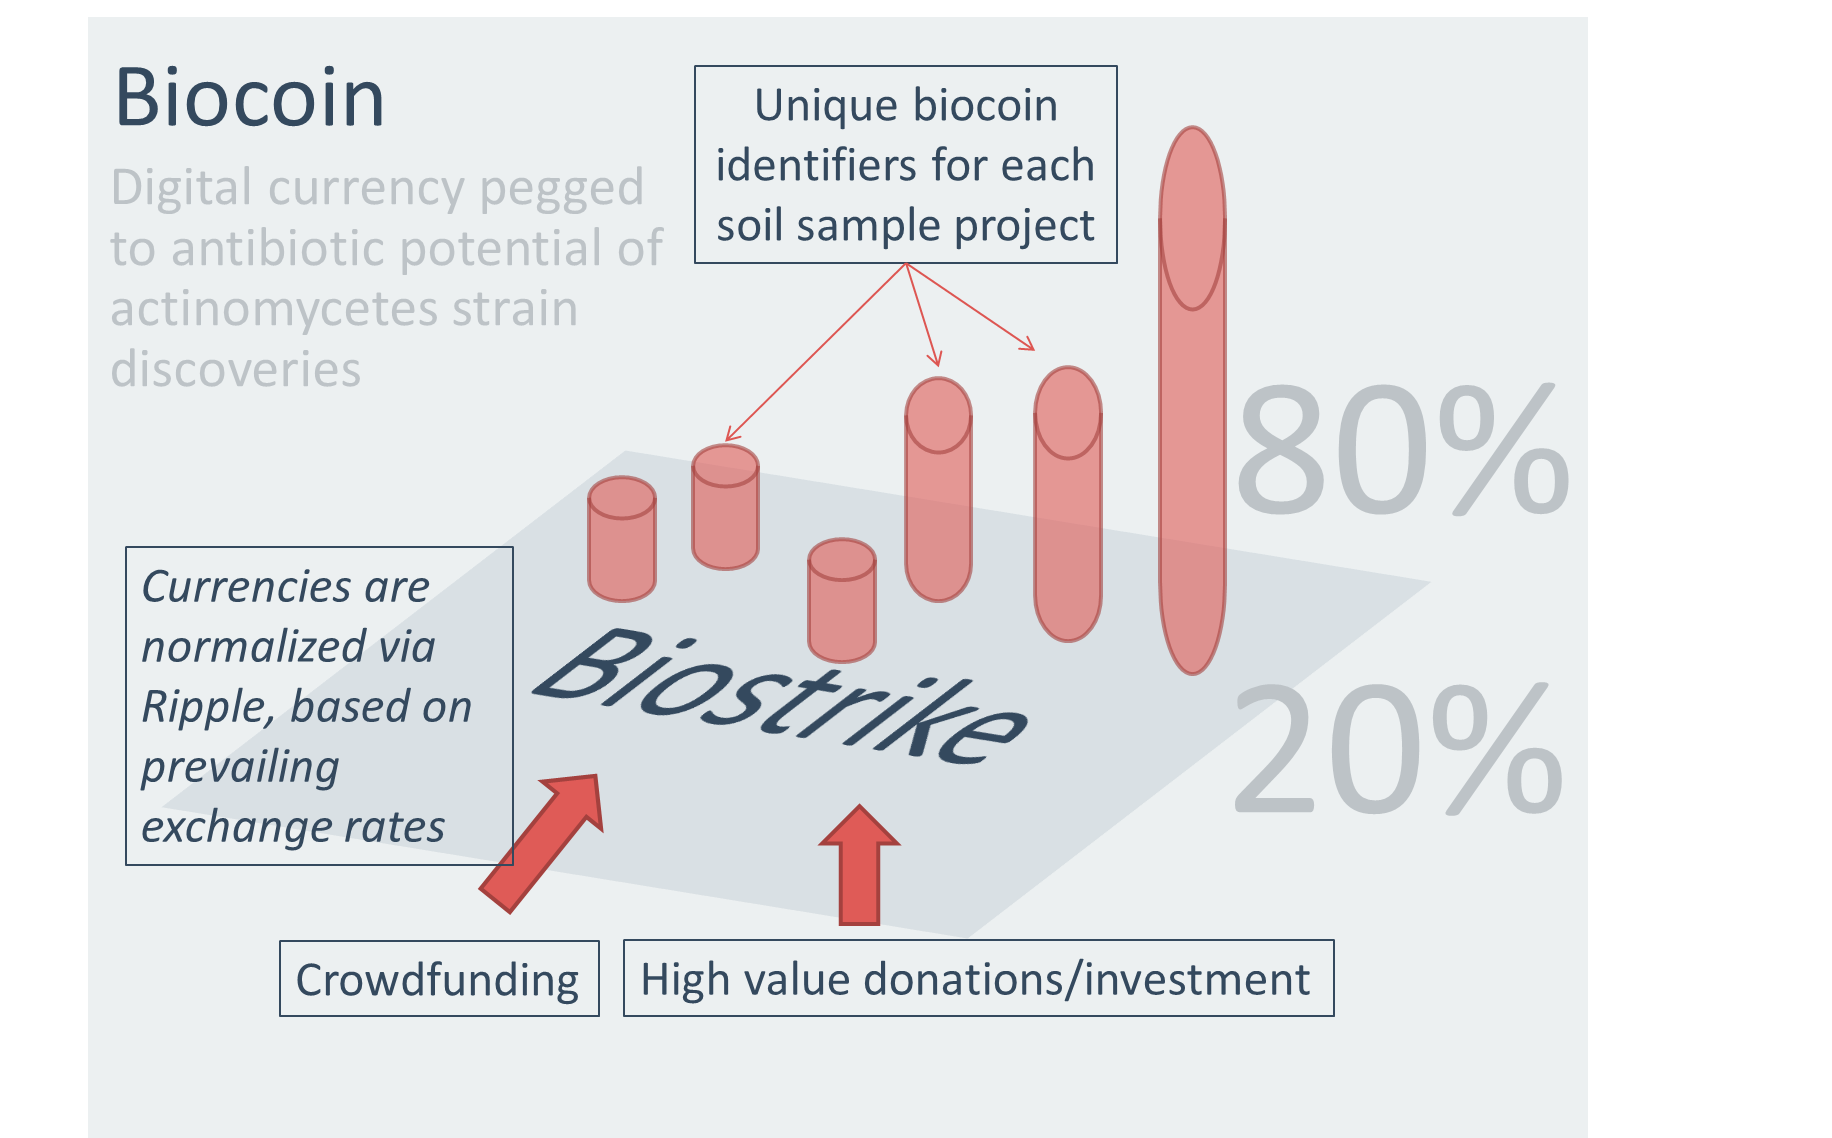 Biocoin
Digital currency pegged
to antibiotic potential of
actinomycetes strain
discoveries
Unique biocoin
identifiers for each
soil sample project
80%
20%
Currencies are
normalized via
Ripple, based on
prevailing
exchange rates
Biostrike
Crowdfunding
High value donations/investment